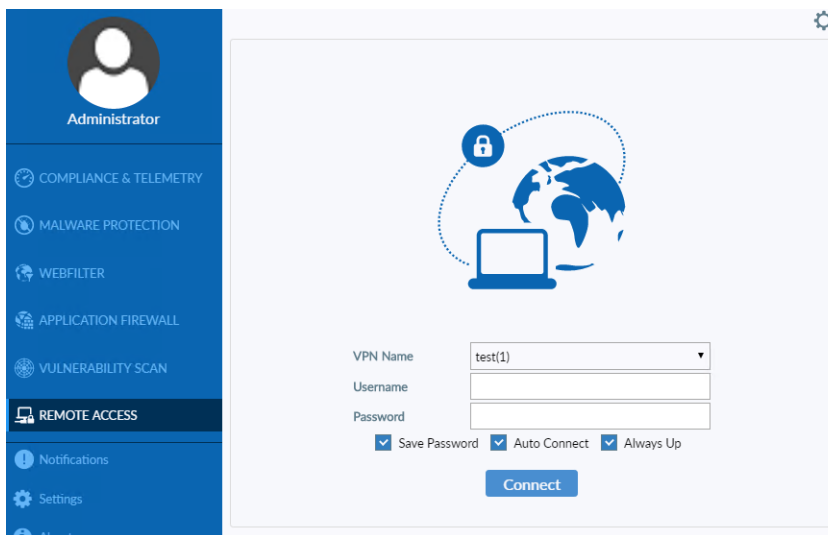 Administrator
COMPLIANCE & TELEMETRY
MALWARE PROTECTION
WEBFILTER
APPLICATION FIREWALL
VULNERABILITY SCAN
REMOTE ACCESS
Notifications
Settings
VPN Name test(1)
Username
Password
Save Password Auto Connect Always Up
Connect